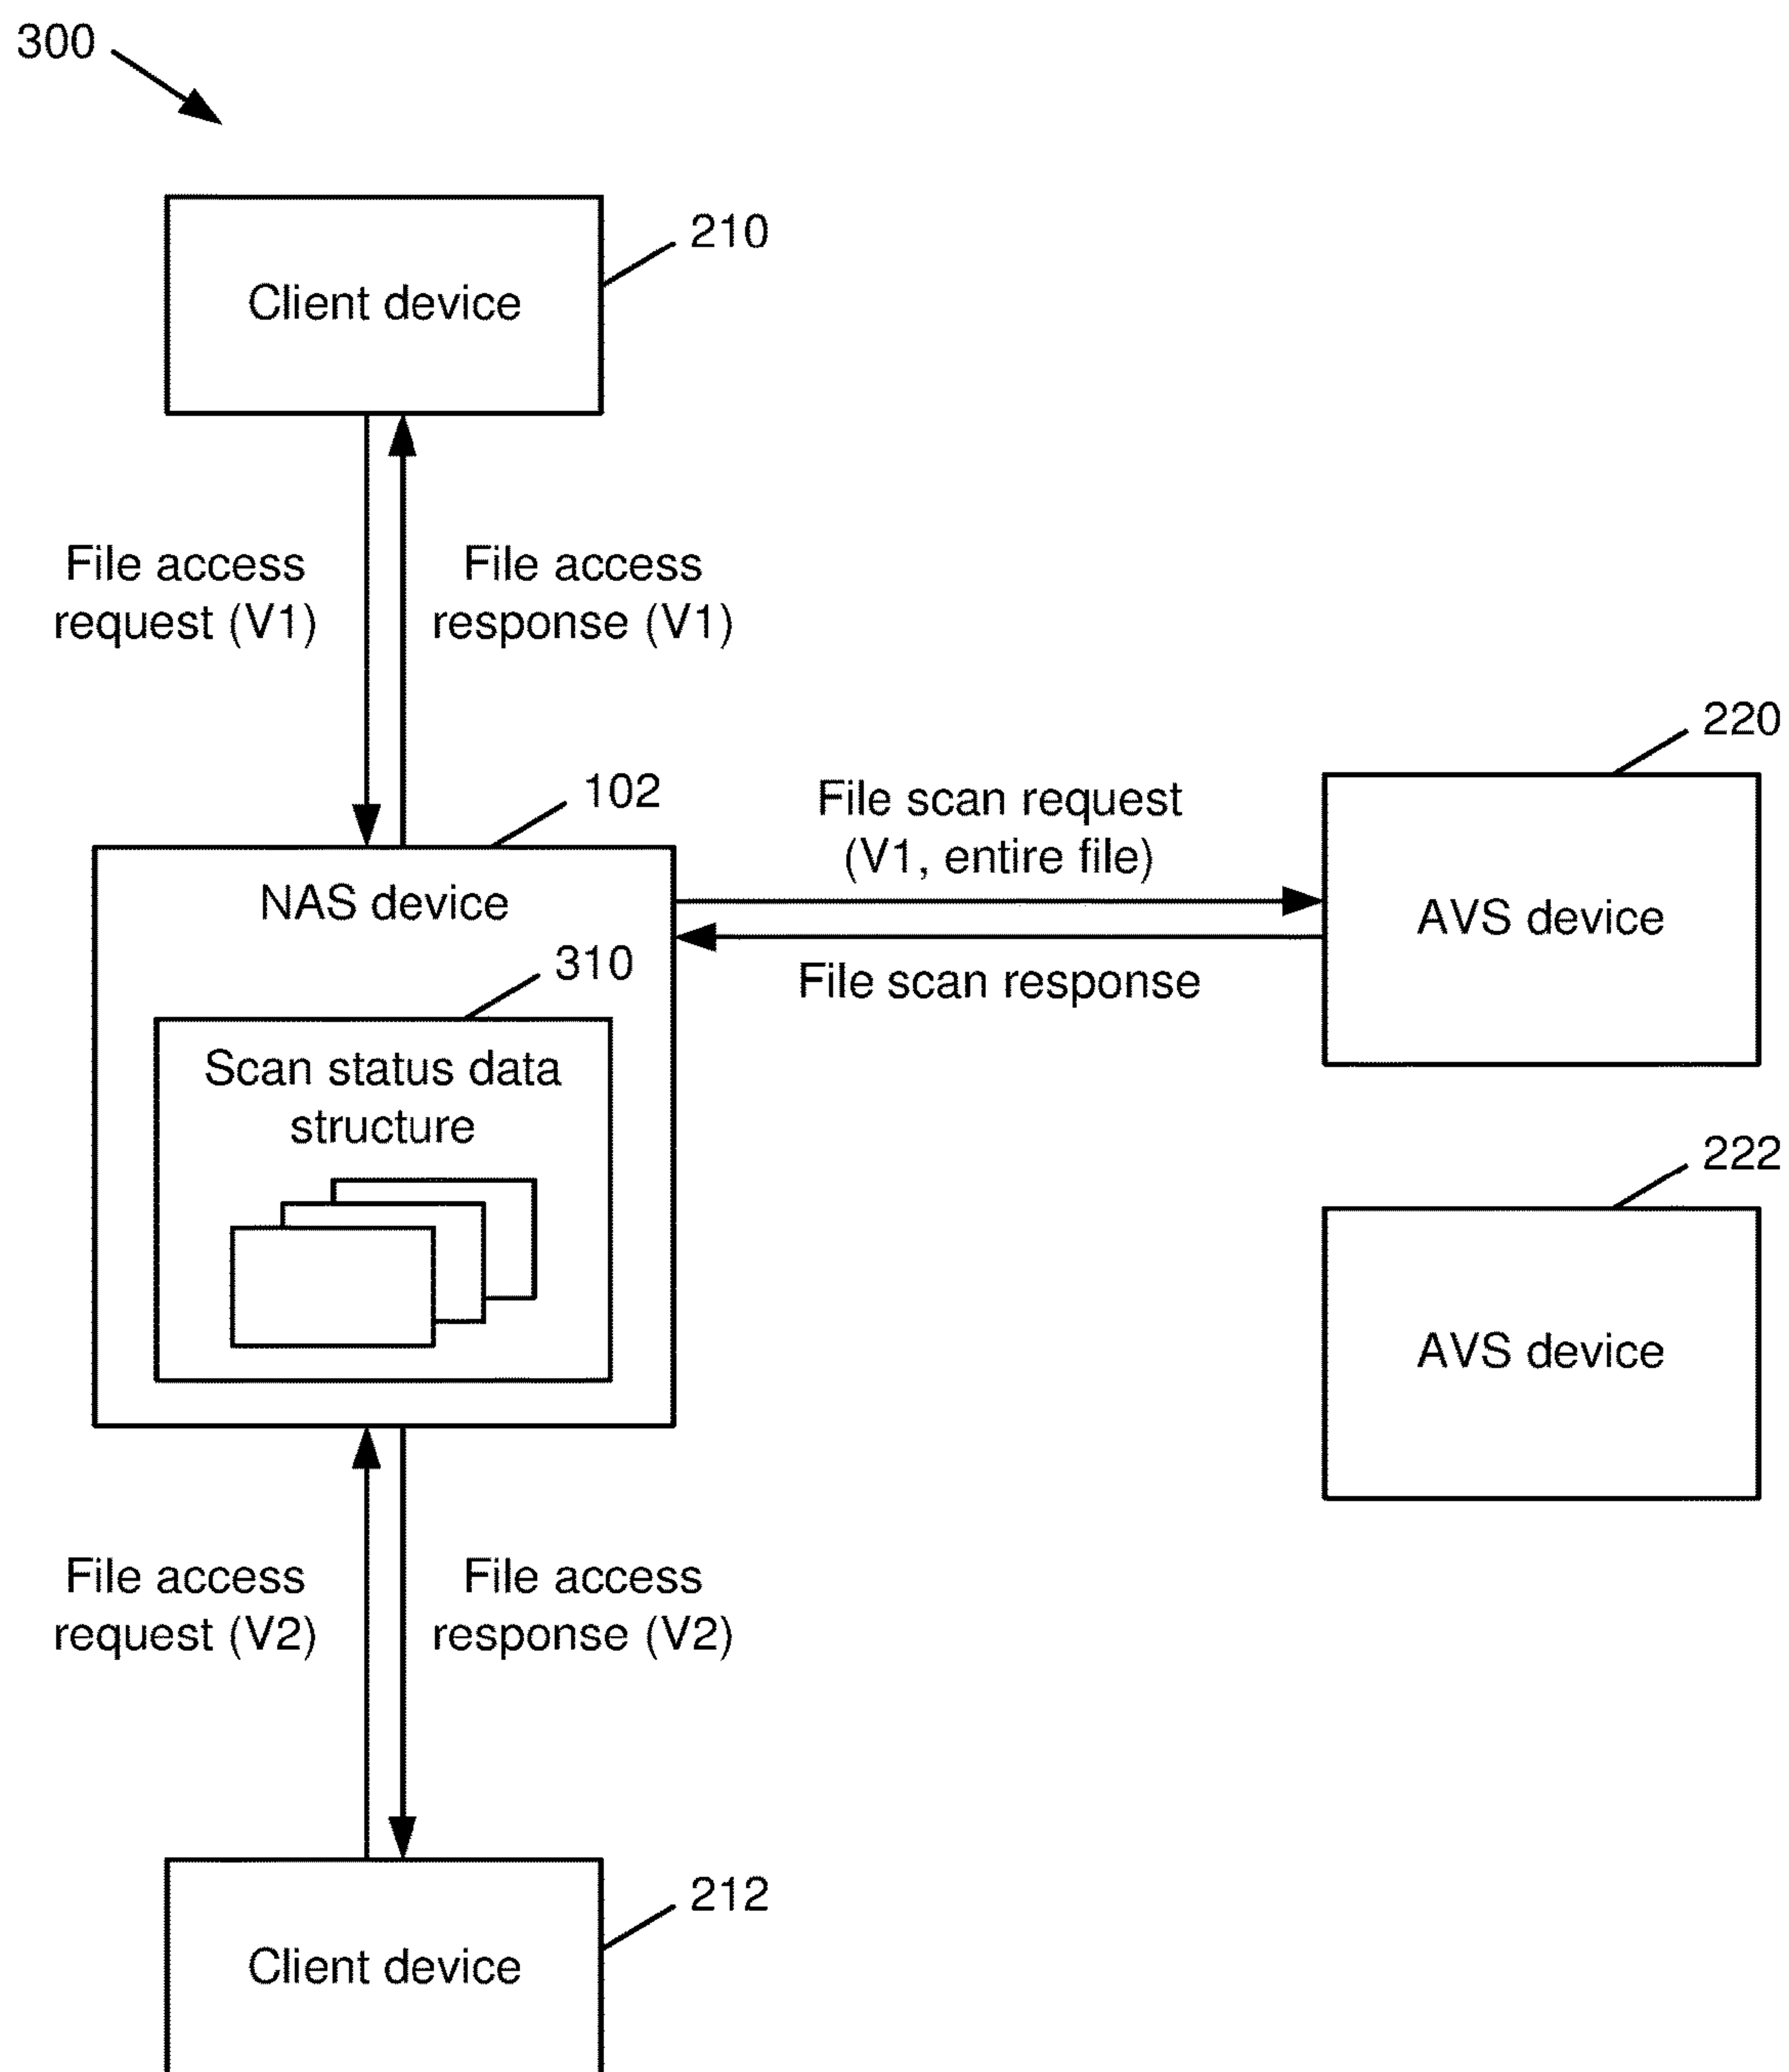 300
210
Client device
File access
request (V1)
File access
response (V1)
220
102
File scan request
(V1, entire file)
NAS device
AVS device
310
File scan response
Scan status data
structure
222
AVS device
File access
request (V2)
File access
response (V2)
212
Client device